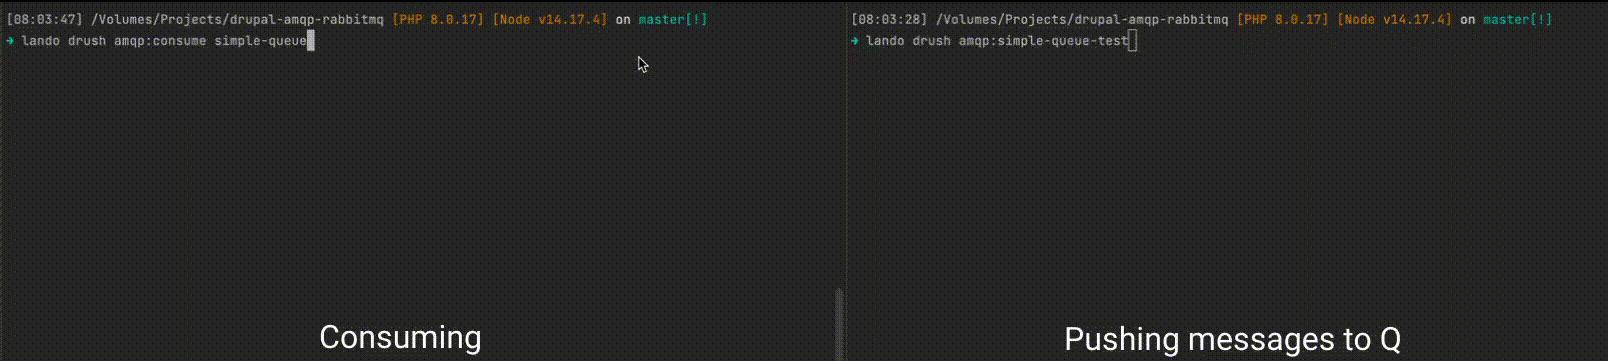 [08:03:47] /Volumes/Projects/drupal-amqp-rabbitmq [PHP 8.0.17] [Node v14.17.4] on master[!]
➜ lando drush amqp:consume simple-queue
Consuming
[08:03:28] /Volumes/Projects/drupal-amqp-rabbitmq [PHP 8.0.17] [Node v14.17.4] on master[!]
➜ lando drush amqp:simple-queue-test
Pushing messages to Q